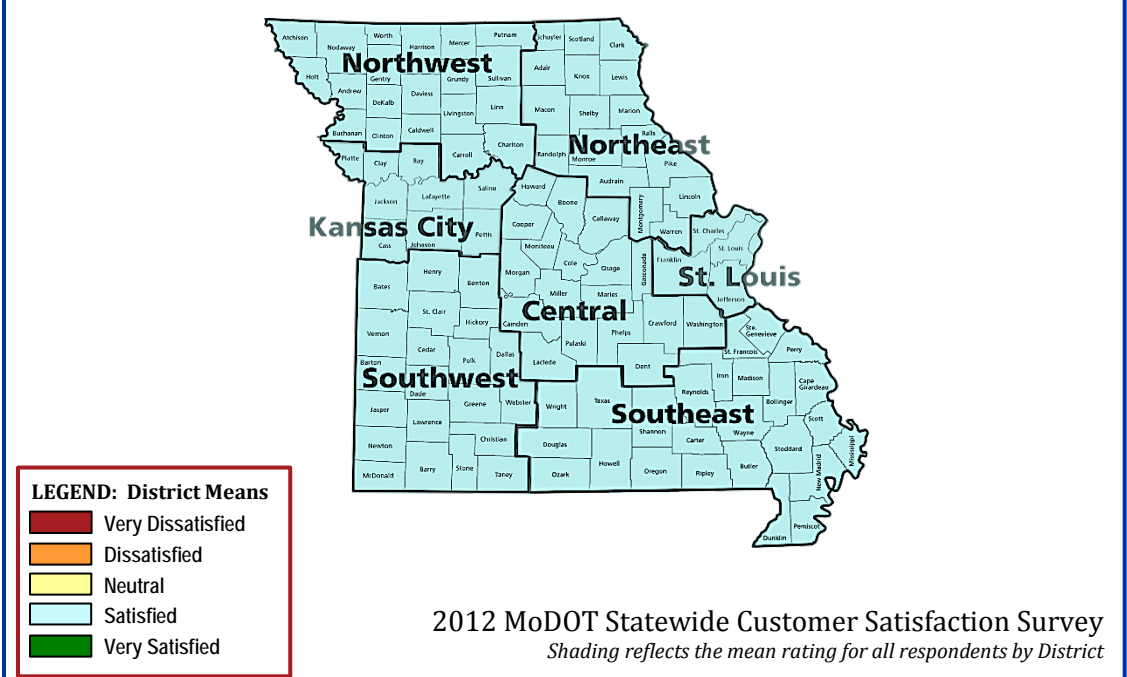 Atchison
Nodaway
Worth
Harrison
Mercer
Putnam
Schuyler
Scotland
Clark
Northwest
Holt
Andrew
Gentry
DeKalb
Daviess
Grundy
Sullivan
Adair
Knox
Lewis
Livingston
Linn
Macon
Shelby
Marion
Buchanan
Clinton
Caldwell
Chariton
Carroll
Northeast
Randolph
Monroe
Ralls
Pike
Platte
Clay
Ray
Audrain
Saline
Howard
Boone
Jackson
Lafayette
Callaway
Montgomery
Lincoln
Kansas City
Cass
Johnson
Pettis
Cooper
Moniteau
Warren
St. Charles
St. Louis
Cole
Osage
Gasconade
Franklin
St. Louis
Jefferson
Henry
Benton
Morgan
Bates
Miller
Maries
Central
St. Clair
Hickory
Camden
Phelps
Crawford
Washington
Vernon
Pulaski
Ste.
Genevieve
St. Francois
Perry
Cedar
Polk
Dallas
Laclede
Dent
Barton
Southwest
Dade
Iron
Madison
Cape
Girardeau
Reynolds
Bollinger
Jasper
Greene
Webster
Wright
Texas
Southeast
Lawrence
Shannon
Carter
Wayne
Scott
Newton
Christian
Douglas
Stoddard
Mississippi
New Madrid
McDonald
Barry
Stone
Taney
Ozark
Howell
Oregon
Ripley
Butler
Dunklin
Pemiscot
LEGEND: District Means
Very Dissatisfied
Dissatisfied
Neutral
Satisfied
Very Satisfied
2012 MoDOT Statewide Customer Satisfaction Survey
Shading reflects the mean rating for all respondents by District